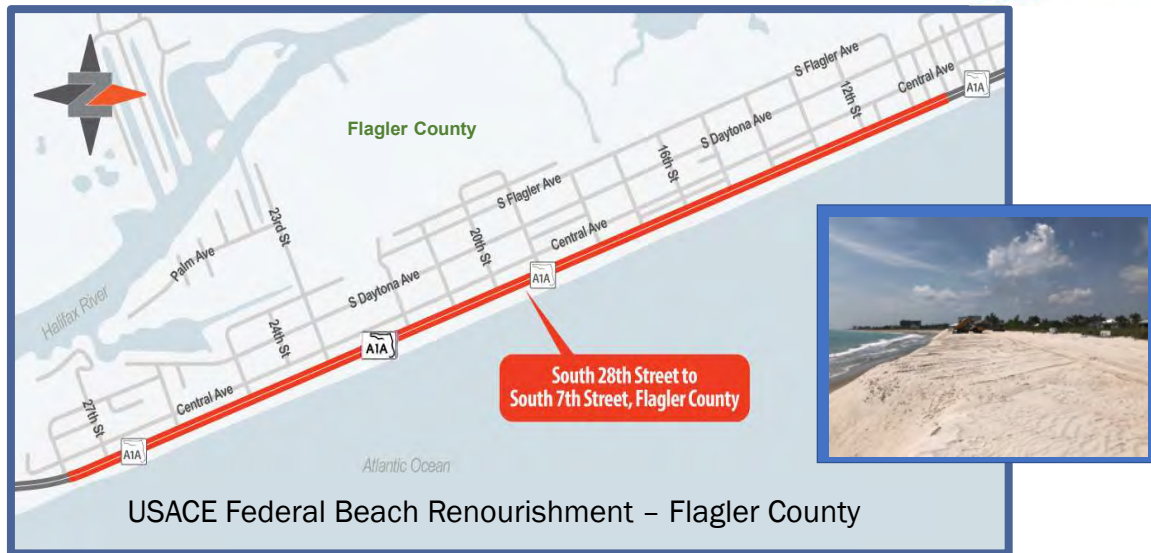 Flagler County
S Flagler Ave
Central Ave
A1A
12th St
S Daytona Ave
16th St
S Flagler Ave
23rd St
20th St
Central Ave
Palm Ave
S Daytona Ave
A1A
Halifax River
24th St
A1A
South 28th Street to
South 7th Street, Flagler County
Central Ave
27th St
A1A
Atlantic Ocean
USACE Federal Beach Renourishment – Flagler County